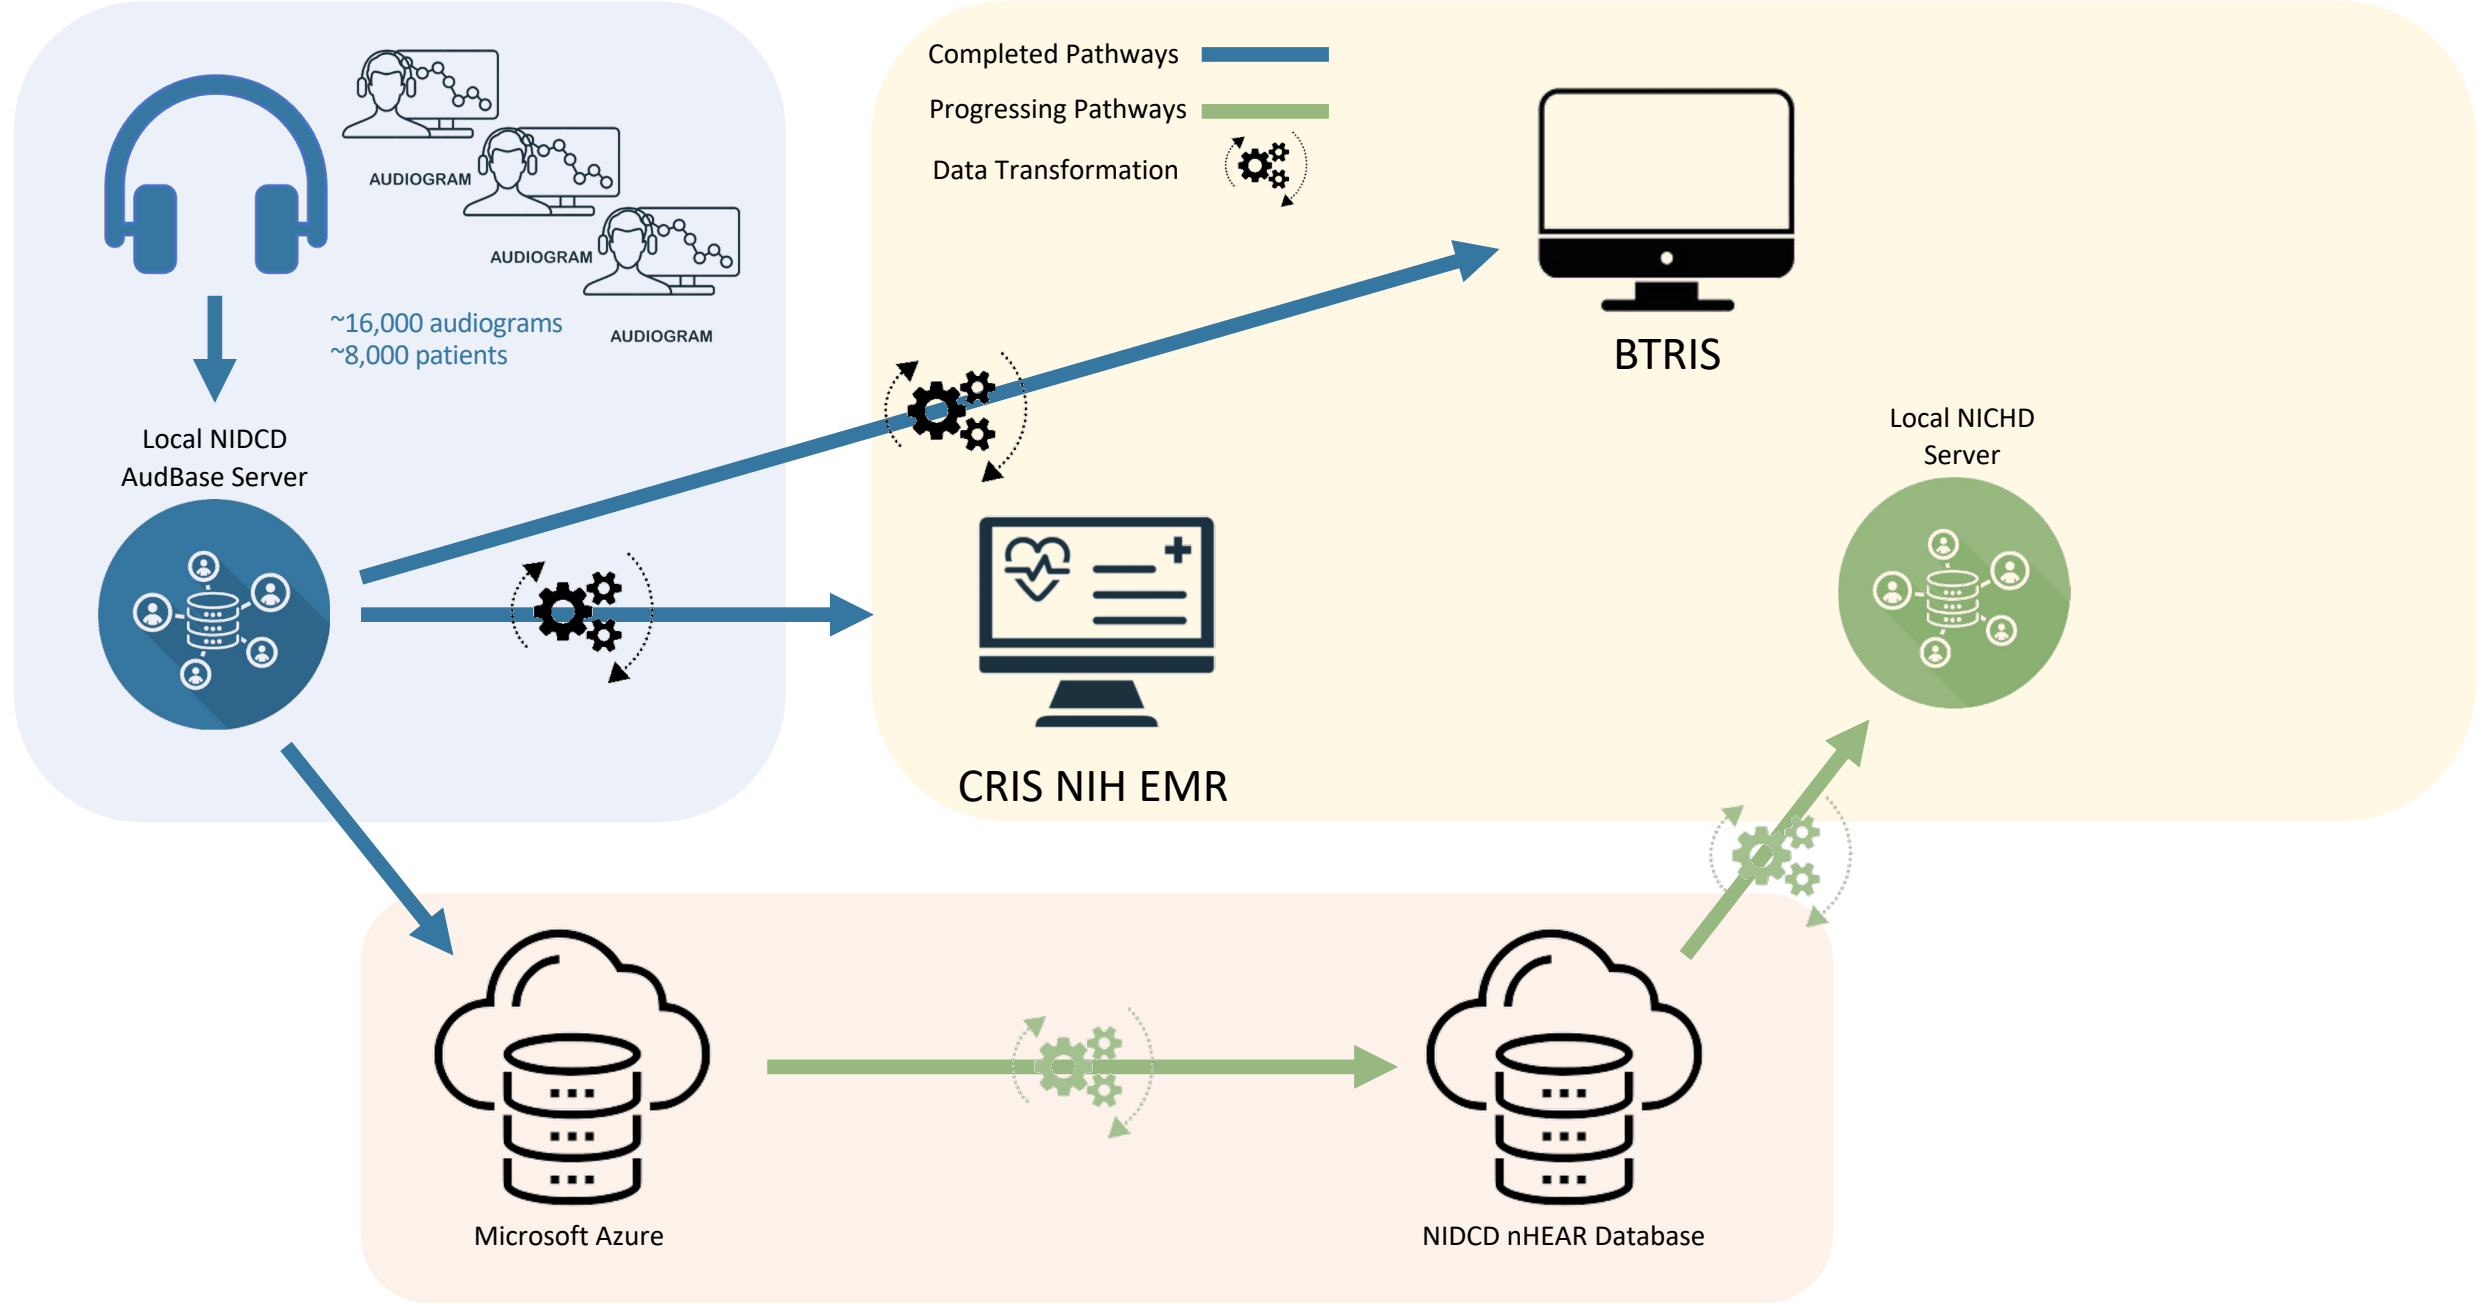 Completed Pathways
Progressing Pathways
Data Transformation
AUDIOGRAM
AUDIOGRAM
AUDIOGRAM
~16,000 audiograms
~8,000 patients
BTRIS
Local NIDCD
AudBase Server
Local NICHD
Server
CRIS NIH EMR
Microsoft Azure
NIDCD nHEAR Database